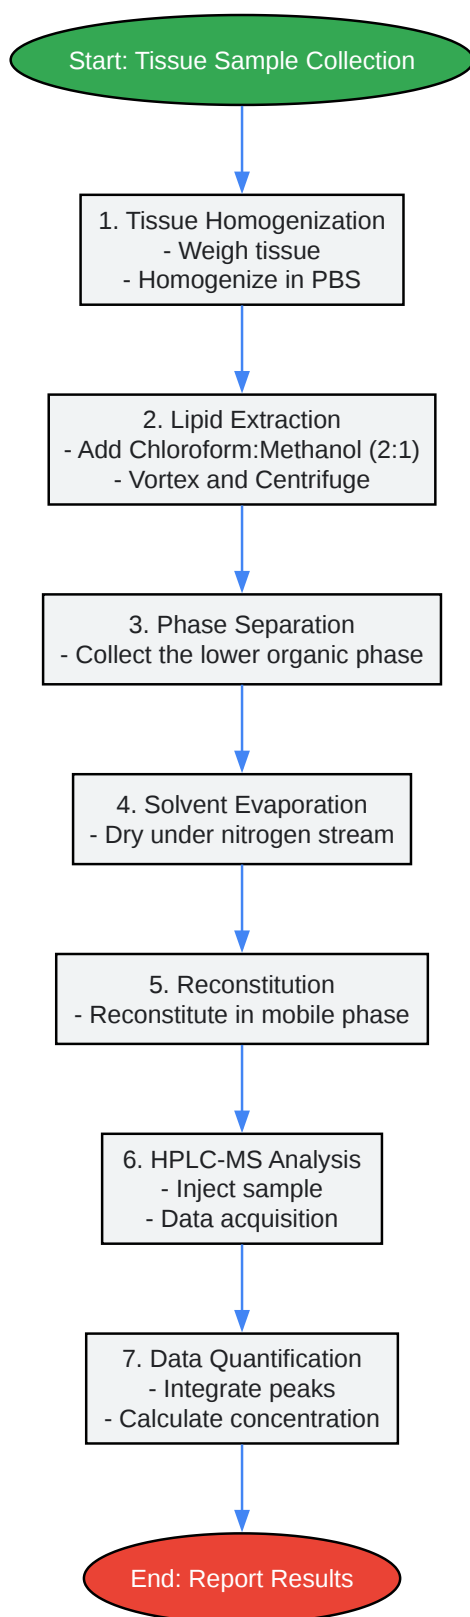 Start: Tissue Sample Collection
1. Tissue Homogenization
- Weigh tissue
- Homogenize in PBS
2. Lipid Extraction
- Add Chloroform:Methanol (2:1)
- Vortex and Centrifuge
3. Phase Separation
- Collect the lower organic phase
4. Solvent Evaporation
- Dry under nitrogen stream
5. Reconstitution
- Reconstitute in mobile phase
6. HPLC-MS Analysis
- Inject sample
- Data acquisition
7. Data Quantification
- Integrate peaks
- Calculate concentration
End: Report Results